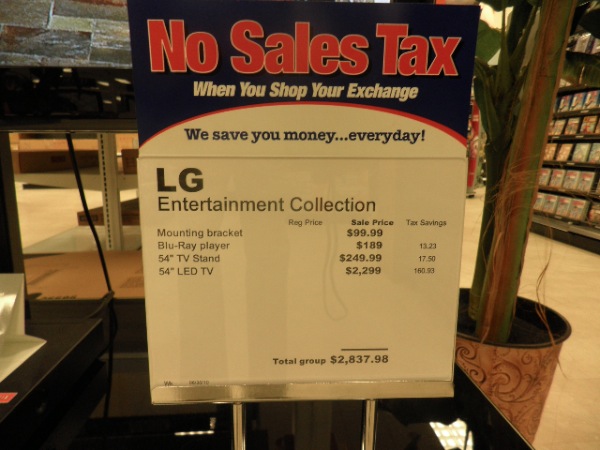 No Sales Tax
When You Shop Your Exchange
We save you money...everyday!
LG
Entertainment Collection
Reg Price Sale Price Tax Savings
Mounting bracket $99.99
Blu-Ray player $189 13.23
54" TV Stand $249.99 17.50
54" LED TV $2,299 160.93
Total group $2,837.98